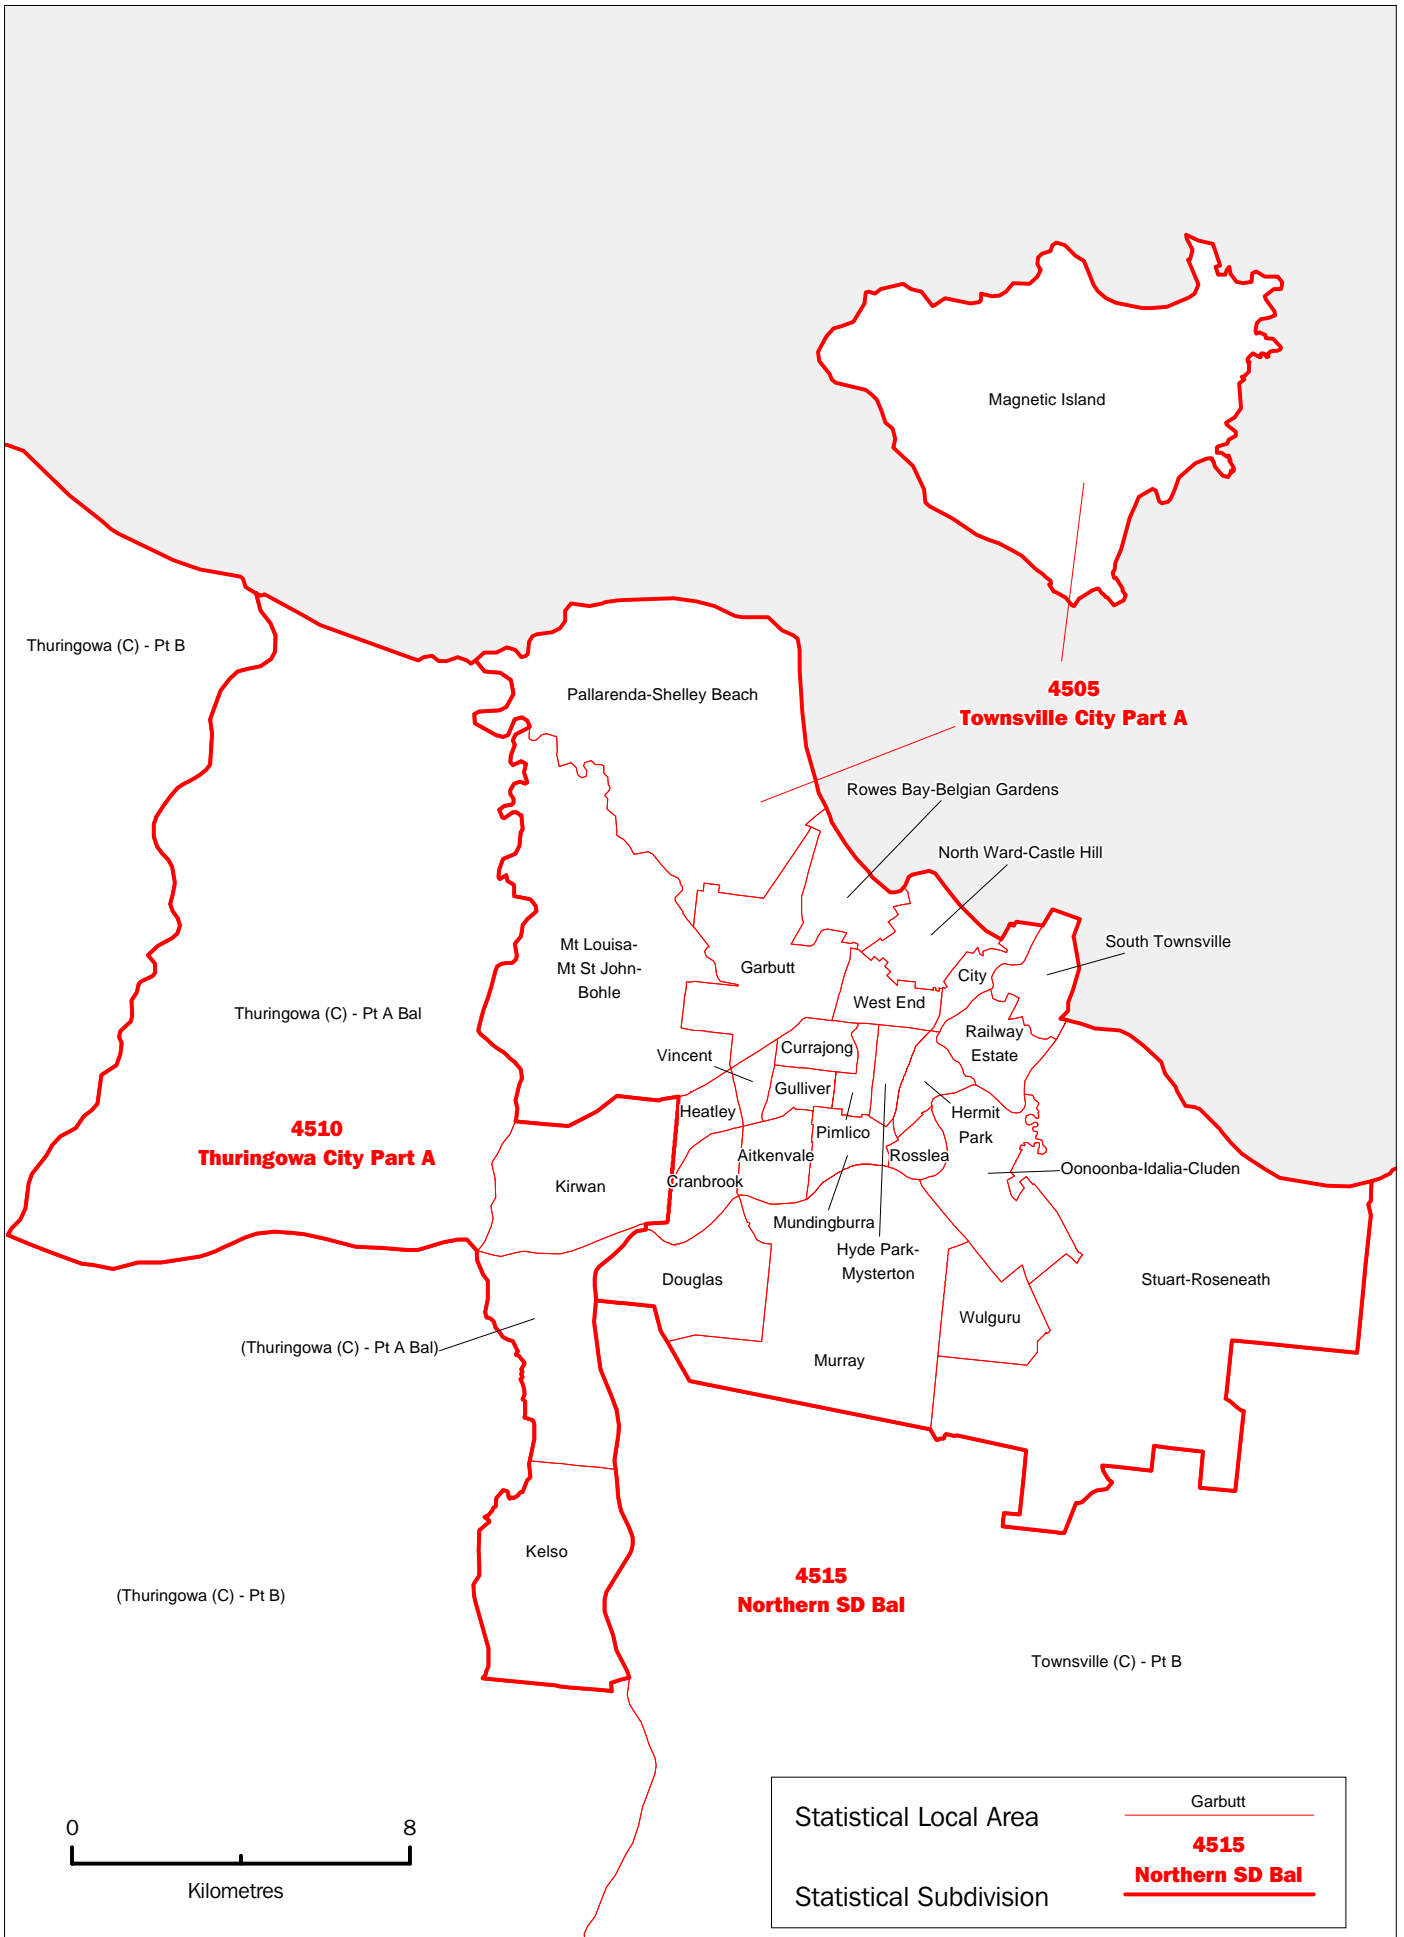 Magnetic Island
Thuringowa (C) - Pt B
Pallarenda-Shelley Beach
4505
Townsville City Part A
Rowes Bay-Belgian Gardens
North Ward-Castle Hill
South Townsville
Mt Louisa-
Mt St John-
Bohle
Garbutt
City
West End
Thuringowa (C) - Pt A Bal
Railway
Estate
Currajong
Vincent
Gulliver
Heatley
Hermit
Park
4510
Thuringowa City Part A
Pimlico
Aitkenvale
Rosslea
Oonoonba-Idalia-Cluden
Cranbrook
Kirwan
Mundingburra
Hyde Park-
Mysterton
Douglas
Stuart-Roseneath
Wulguru
(Thuringowa (C) - Pt A Bal)
Murray
Kelso
4515
Northern SD Bal
(Thuringowa (C) - Pt B)
Townsville (C) - Pt B
0 8
Kilometres
Statistical Local Area
Garbutt
4515
Northern SD Bal
Statistical Subdivision